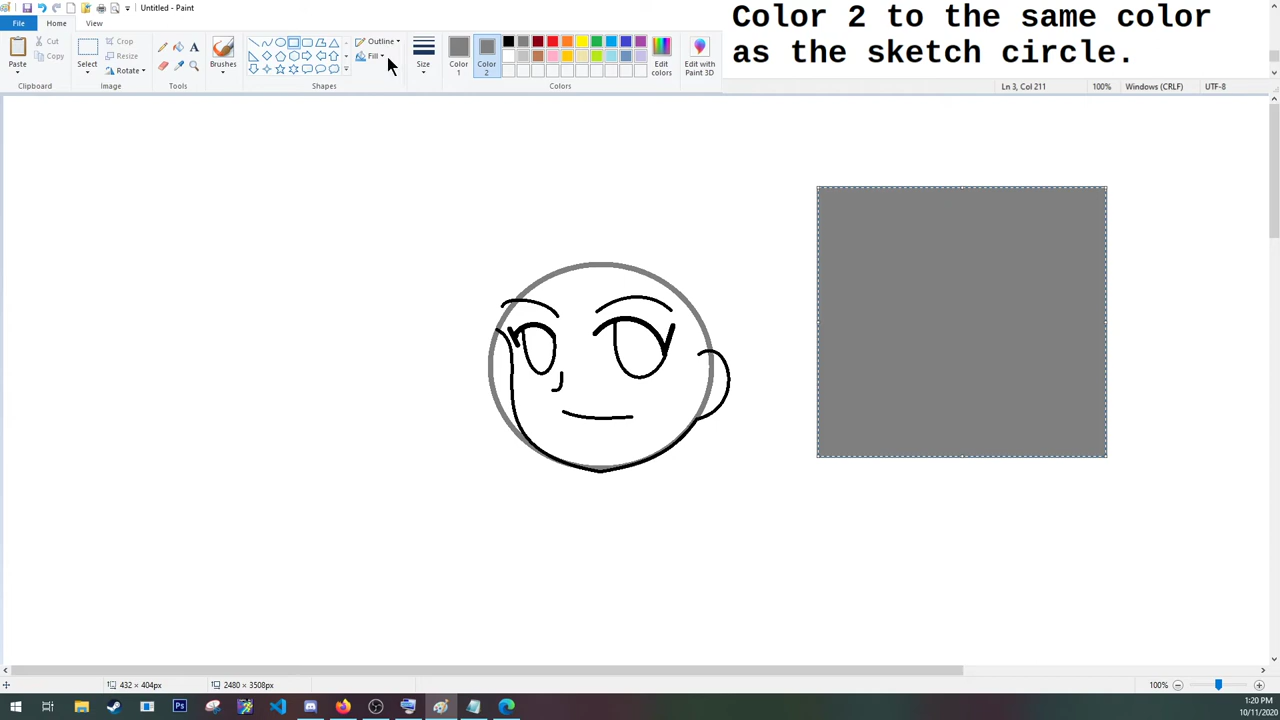 Untitled - Paint
Color 2 to the same color
as the sketch circle.
File
Home
View
Paste
Cut
Copy
Clipboard
Select
Crop
Resize
Rotate
Image
Tools
Brushes
Shapes
Outline
Fill
Size
Color
1
Color
2
Edit
colors
Colors
Edit with
Paint 3D
Ln 3, Col 211
100%
Windows (CRLF)
UTF-8
432 × 404px
2480 × 3508px
100%
1:20 PM
10/11/2020